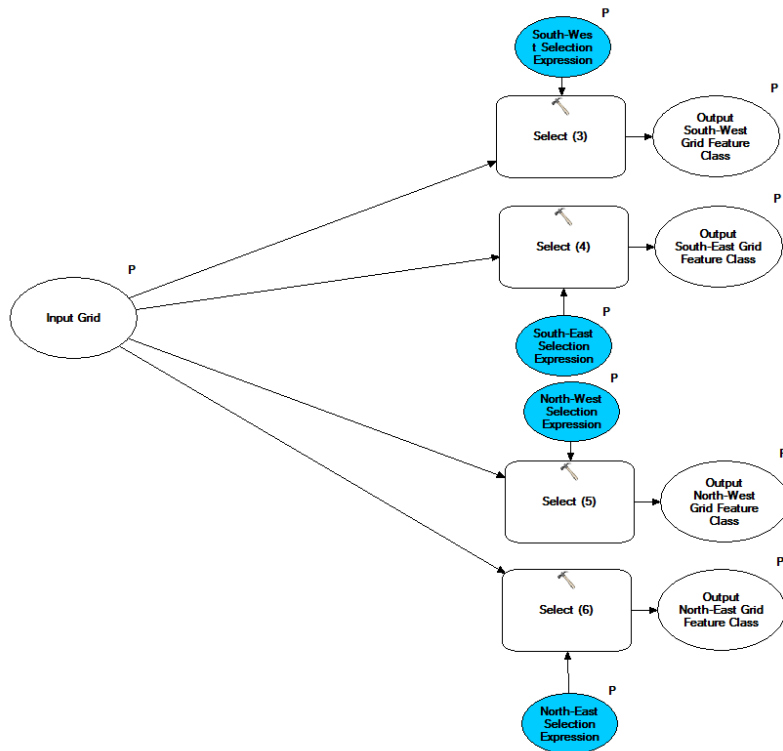 P
South-Wes
t Selection
Expression
P
Select (3)
Output
South-West
Grid Feature
Class
P
Select (4)
Output
South-East Grid
Feature Class
P
Input Grid
P
South-East
Selection
Expression
P
North-West
Selection
Expression
P
Select (5)
Output
North-West
Grid Feature
Class
P
Select (6)
Output
North-East Grid
Feature Class
P
North-East
Selection
Expression